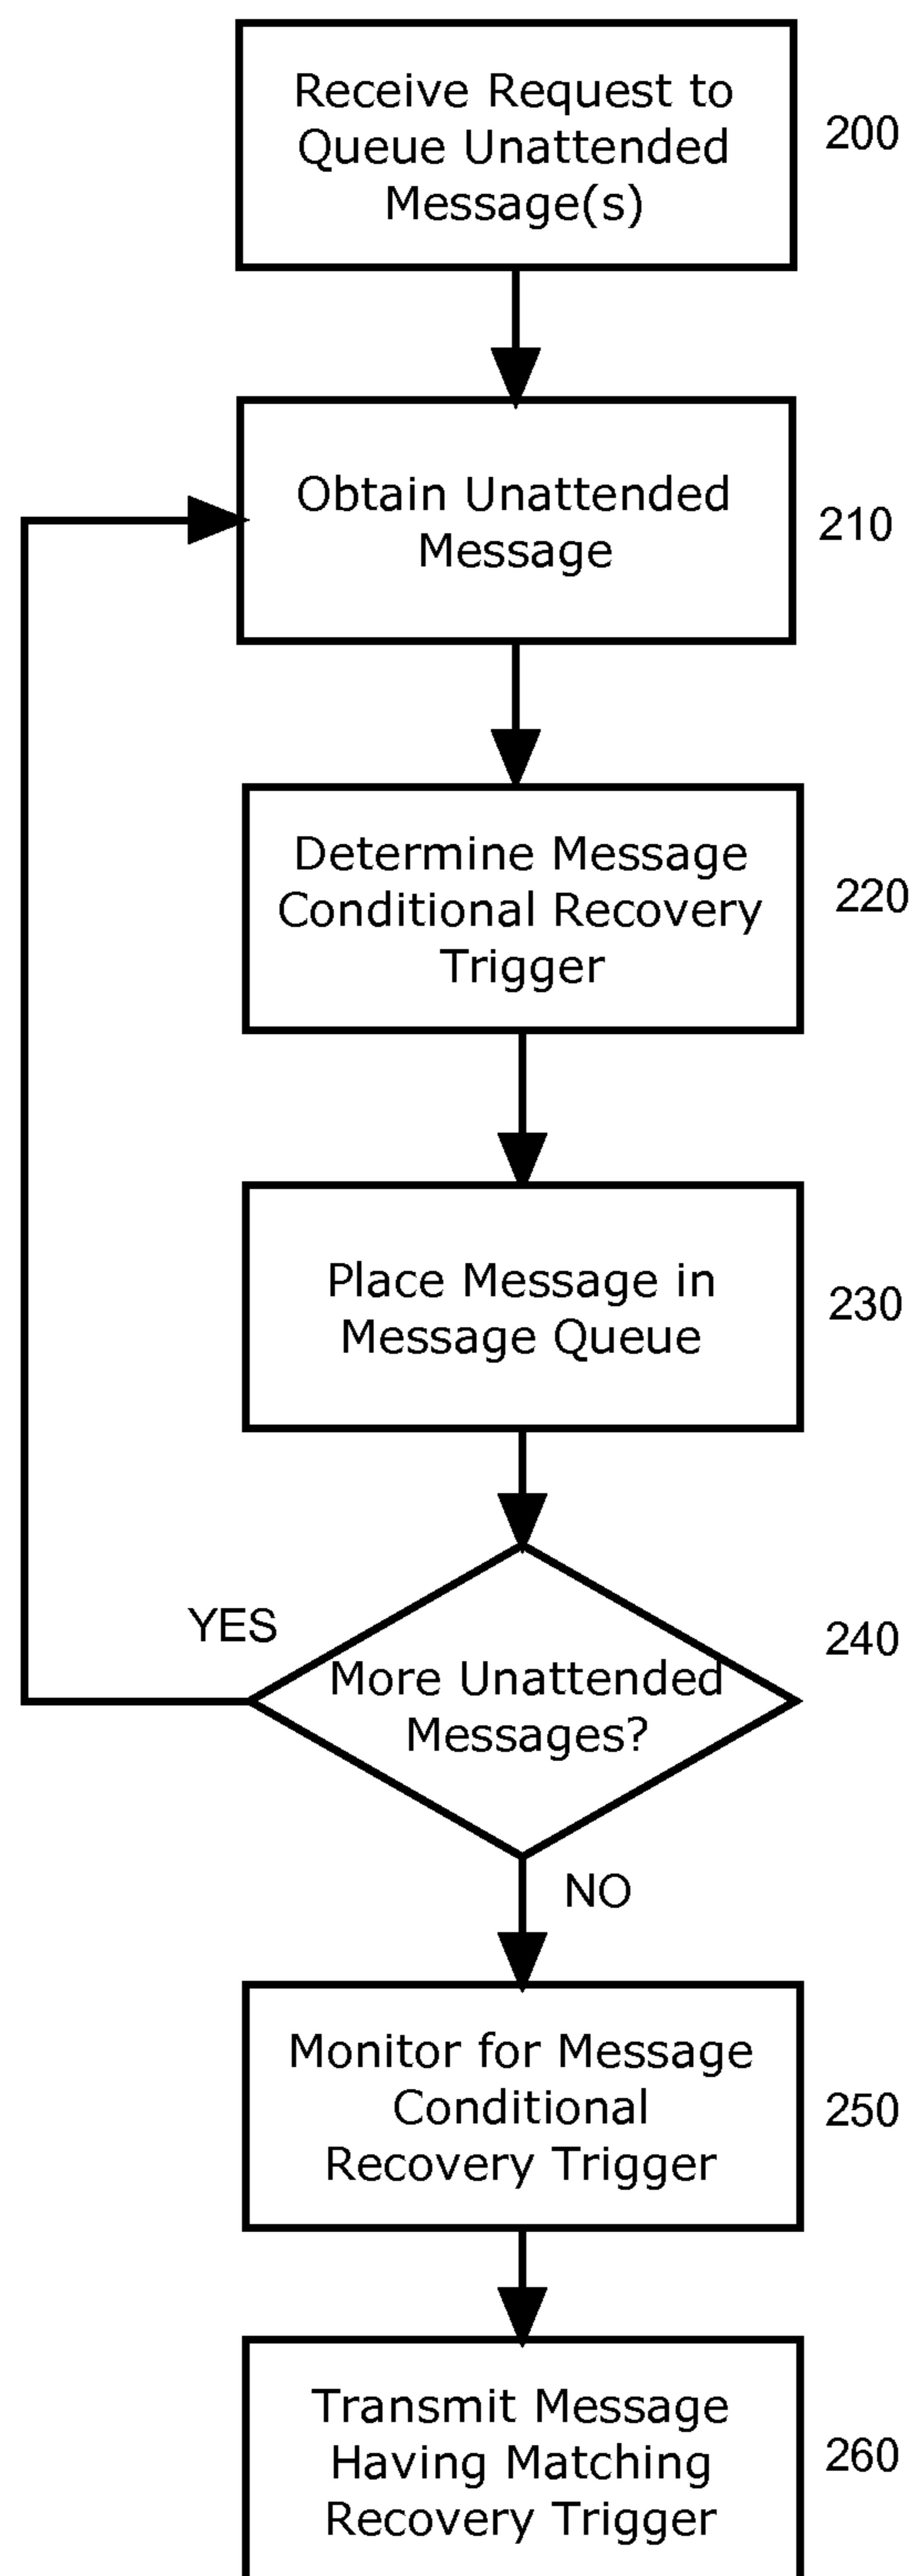 Receive Request to
Queue Unattended
Message(s)
200
Obtain Unattended
Message
210
Determine Message
Conditional Recovery
Trigger
220
Place Message in
Message Queue
230
YES
More Unattended
Messages?
240
NO
Monitor for Message
Conditional
Recovery Trigger
250
Transmit Message
Having Matching
Recovery Trigger
260